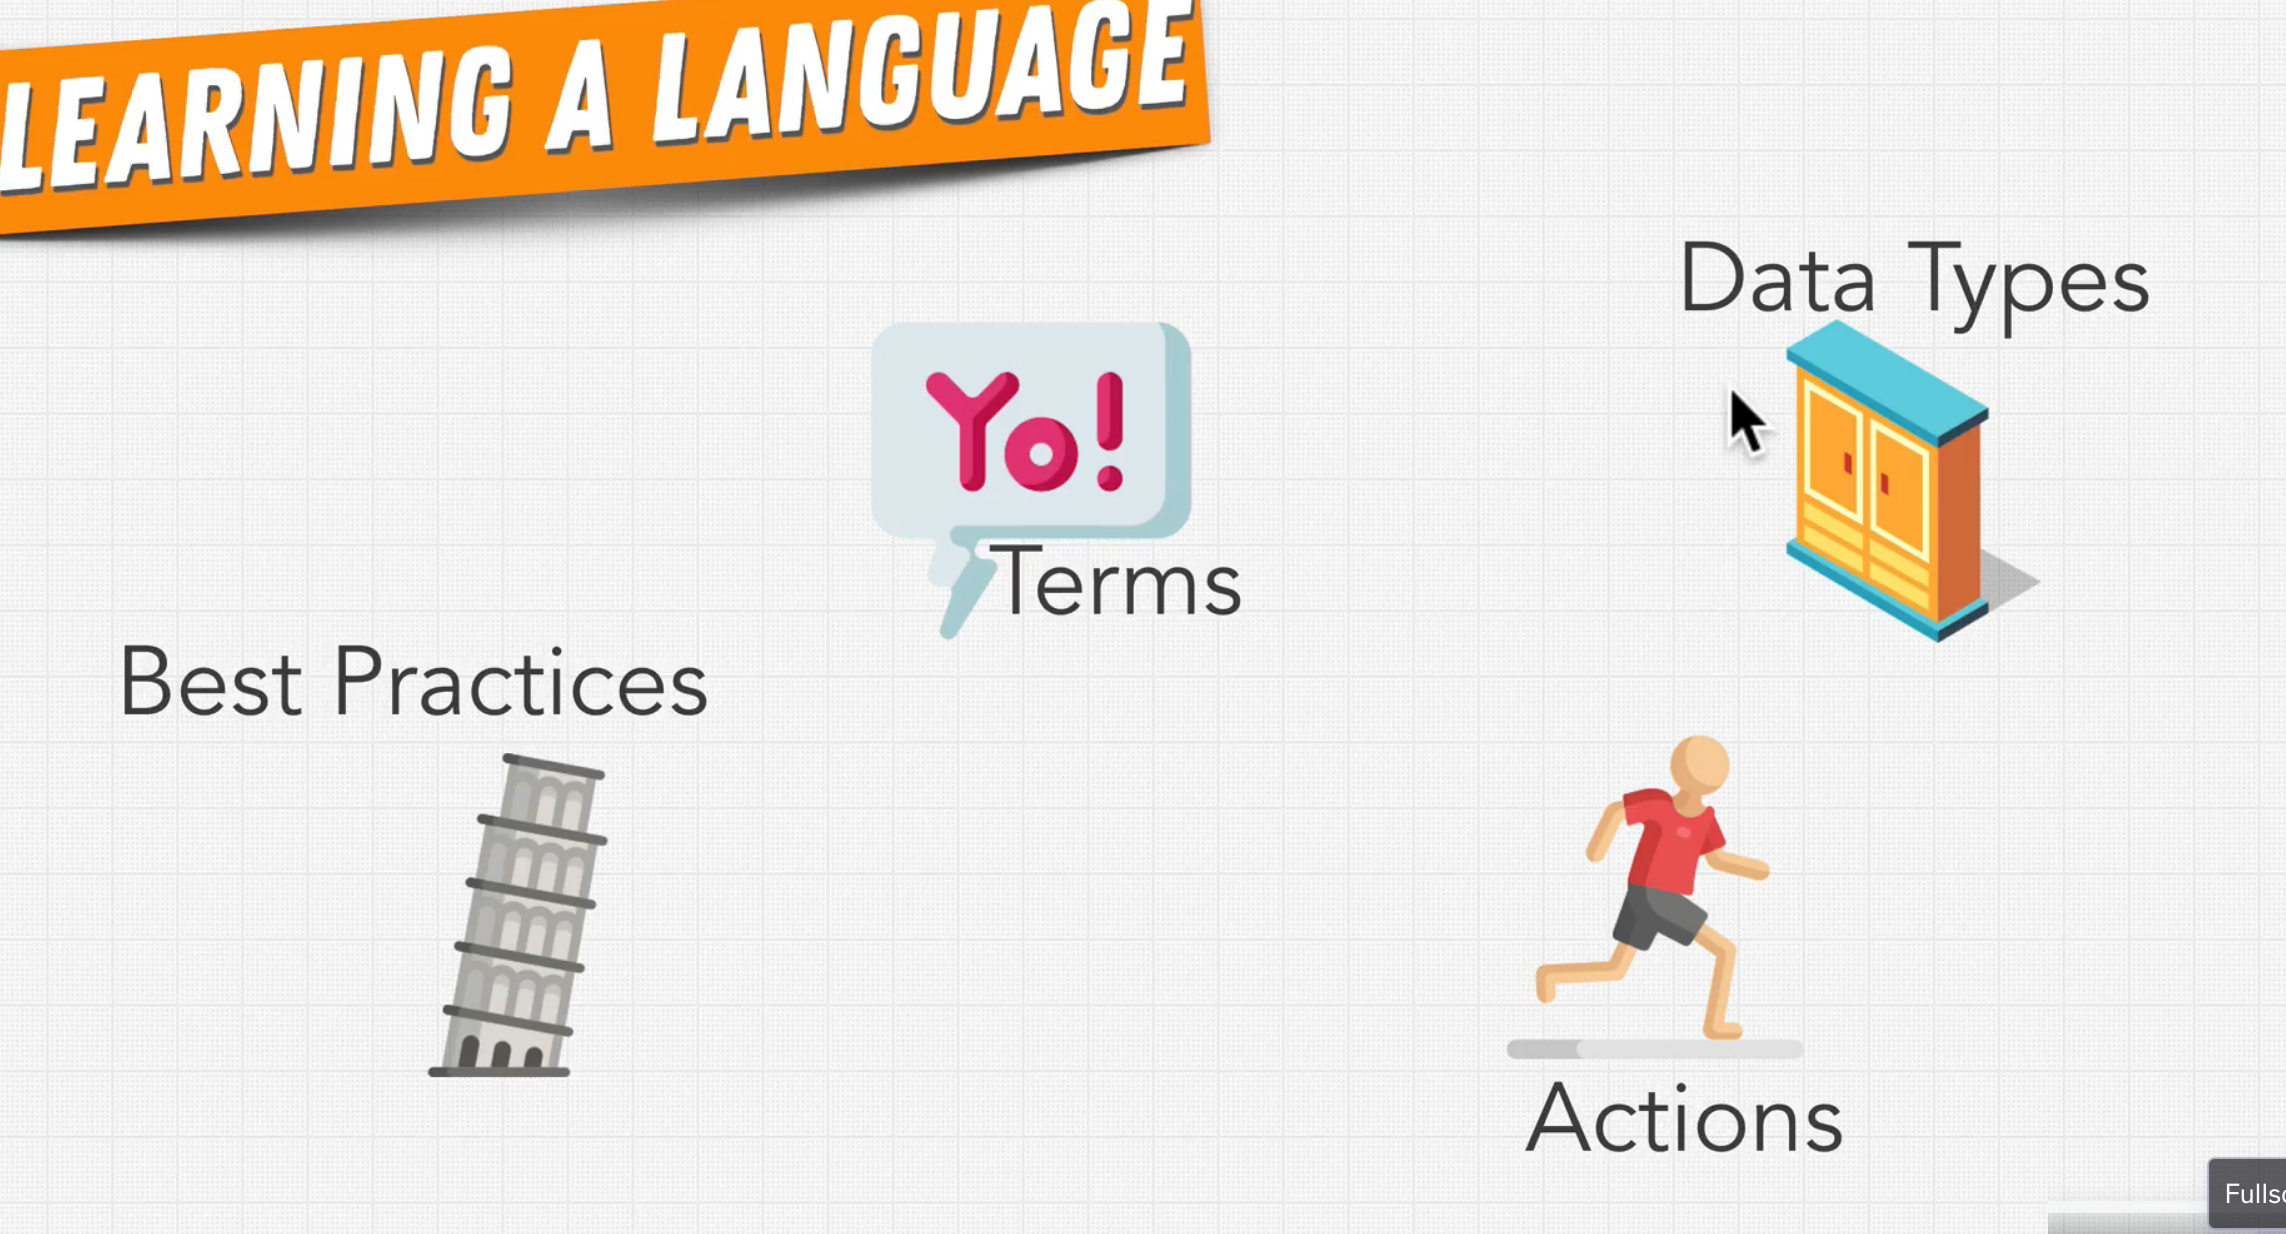 LEARNING A LANGUAGE
Data Types
Yo!
Terms
Best Practices
Actions